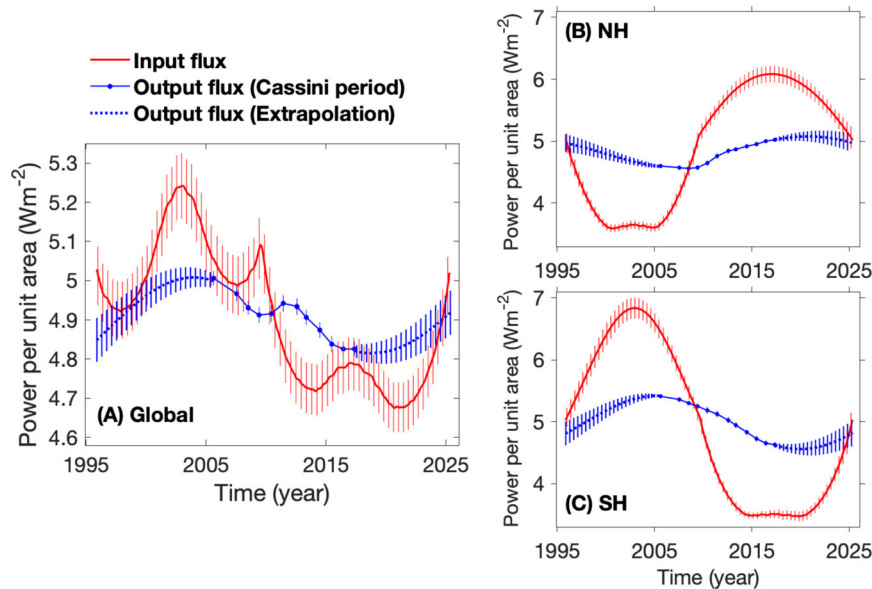 Input flux
Output flux (Cassini period)
Output flux (Extrapolation)
Power per unit area (Wm⁻²)
5.3
5.2
5.1
5
4.9
4.8
4.7
4.6
(A) Global
1995
2005
2015
2025
Time (year)
(B) NH
Power per unit area (Wm⁻²)
7
6
5
4
1995
2005
2015
2025
(C) SH
Power per unit area (Wm⁻²)
7
6
5
4
1995
2005
2015
2025
Time (year)